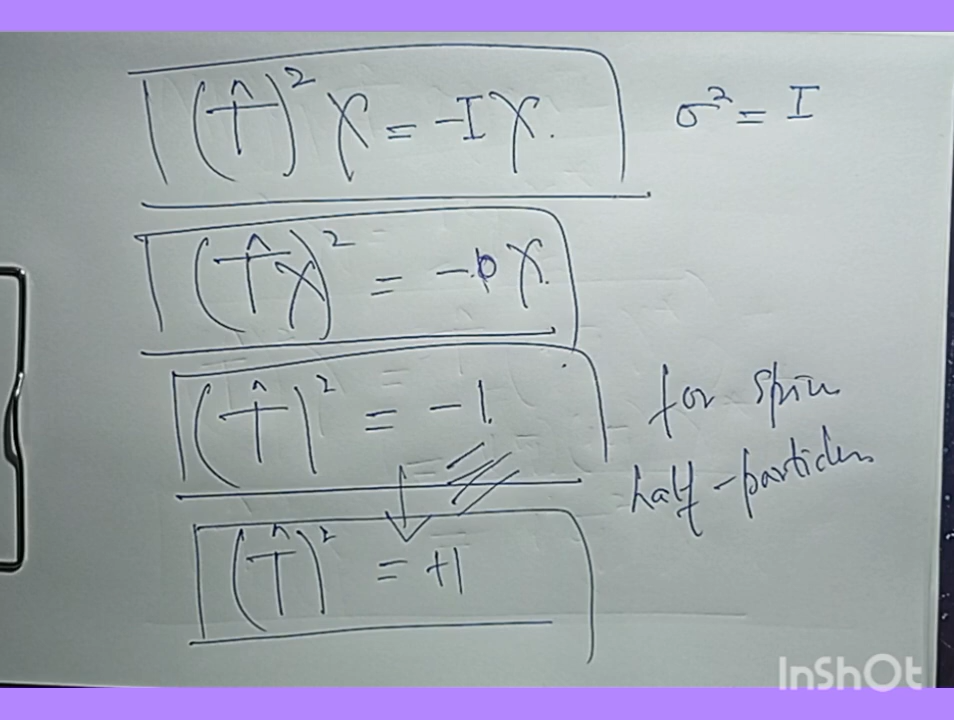 (T̂)² χ = -I χ. σ² = I
(T̂χ)² = - χ.
(T̂)² = -1. for spin
half-particles
(T̂)² = +1
InShOt